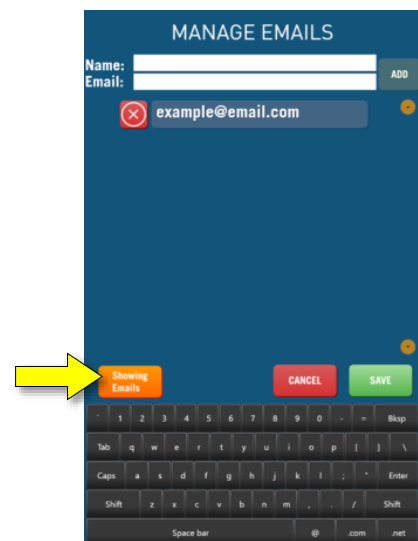 MANAGE EMAILS
Name:
Email:
ADD
example@email.com
Showing
Emails
CANCEL
SAVE
` 1 2 3 4 5 6 7 8 9 0 - = Bksp
Tab q w e r t y u i o p [ ] \
Caps a s d f g h j k l ; ' Enter
Shift z x c v b n m , . / Shift
Space bar @ .com .net